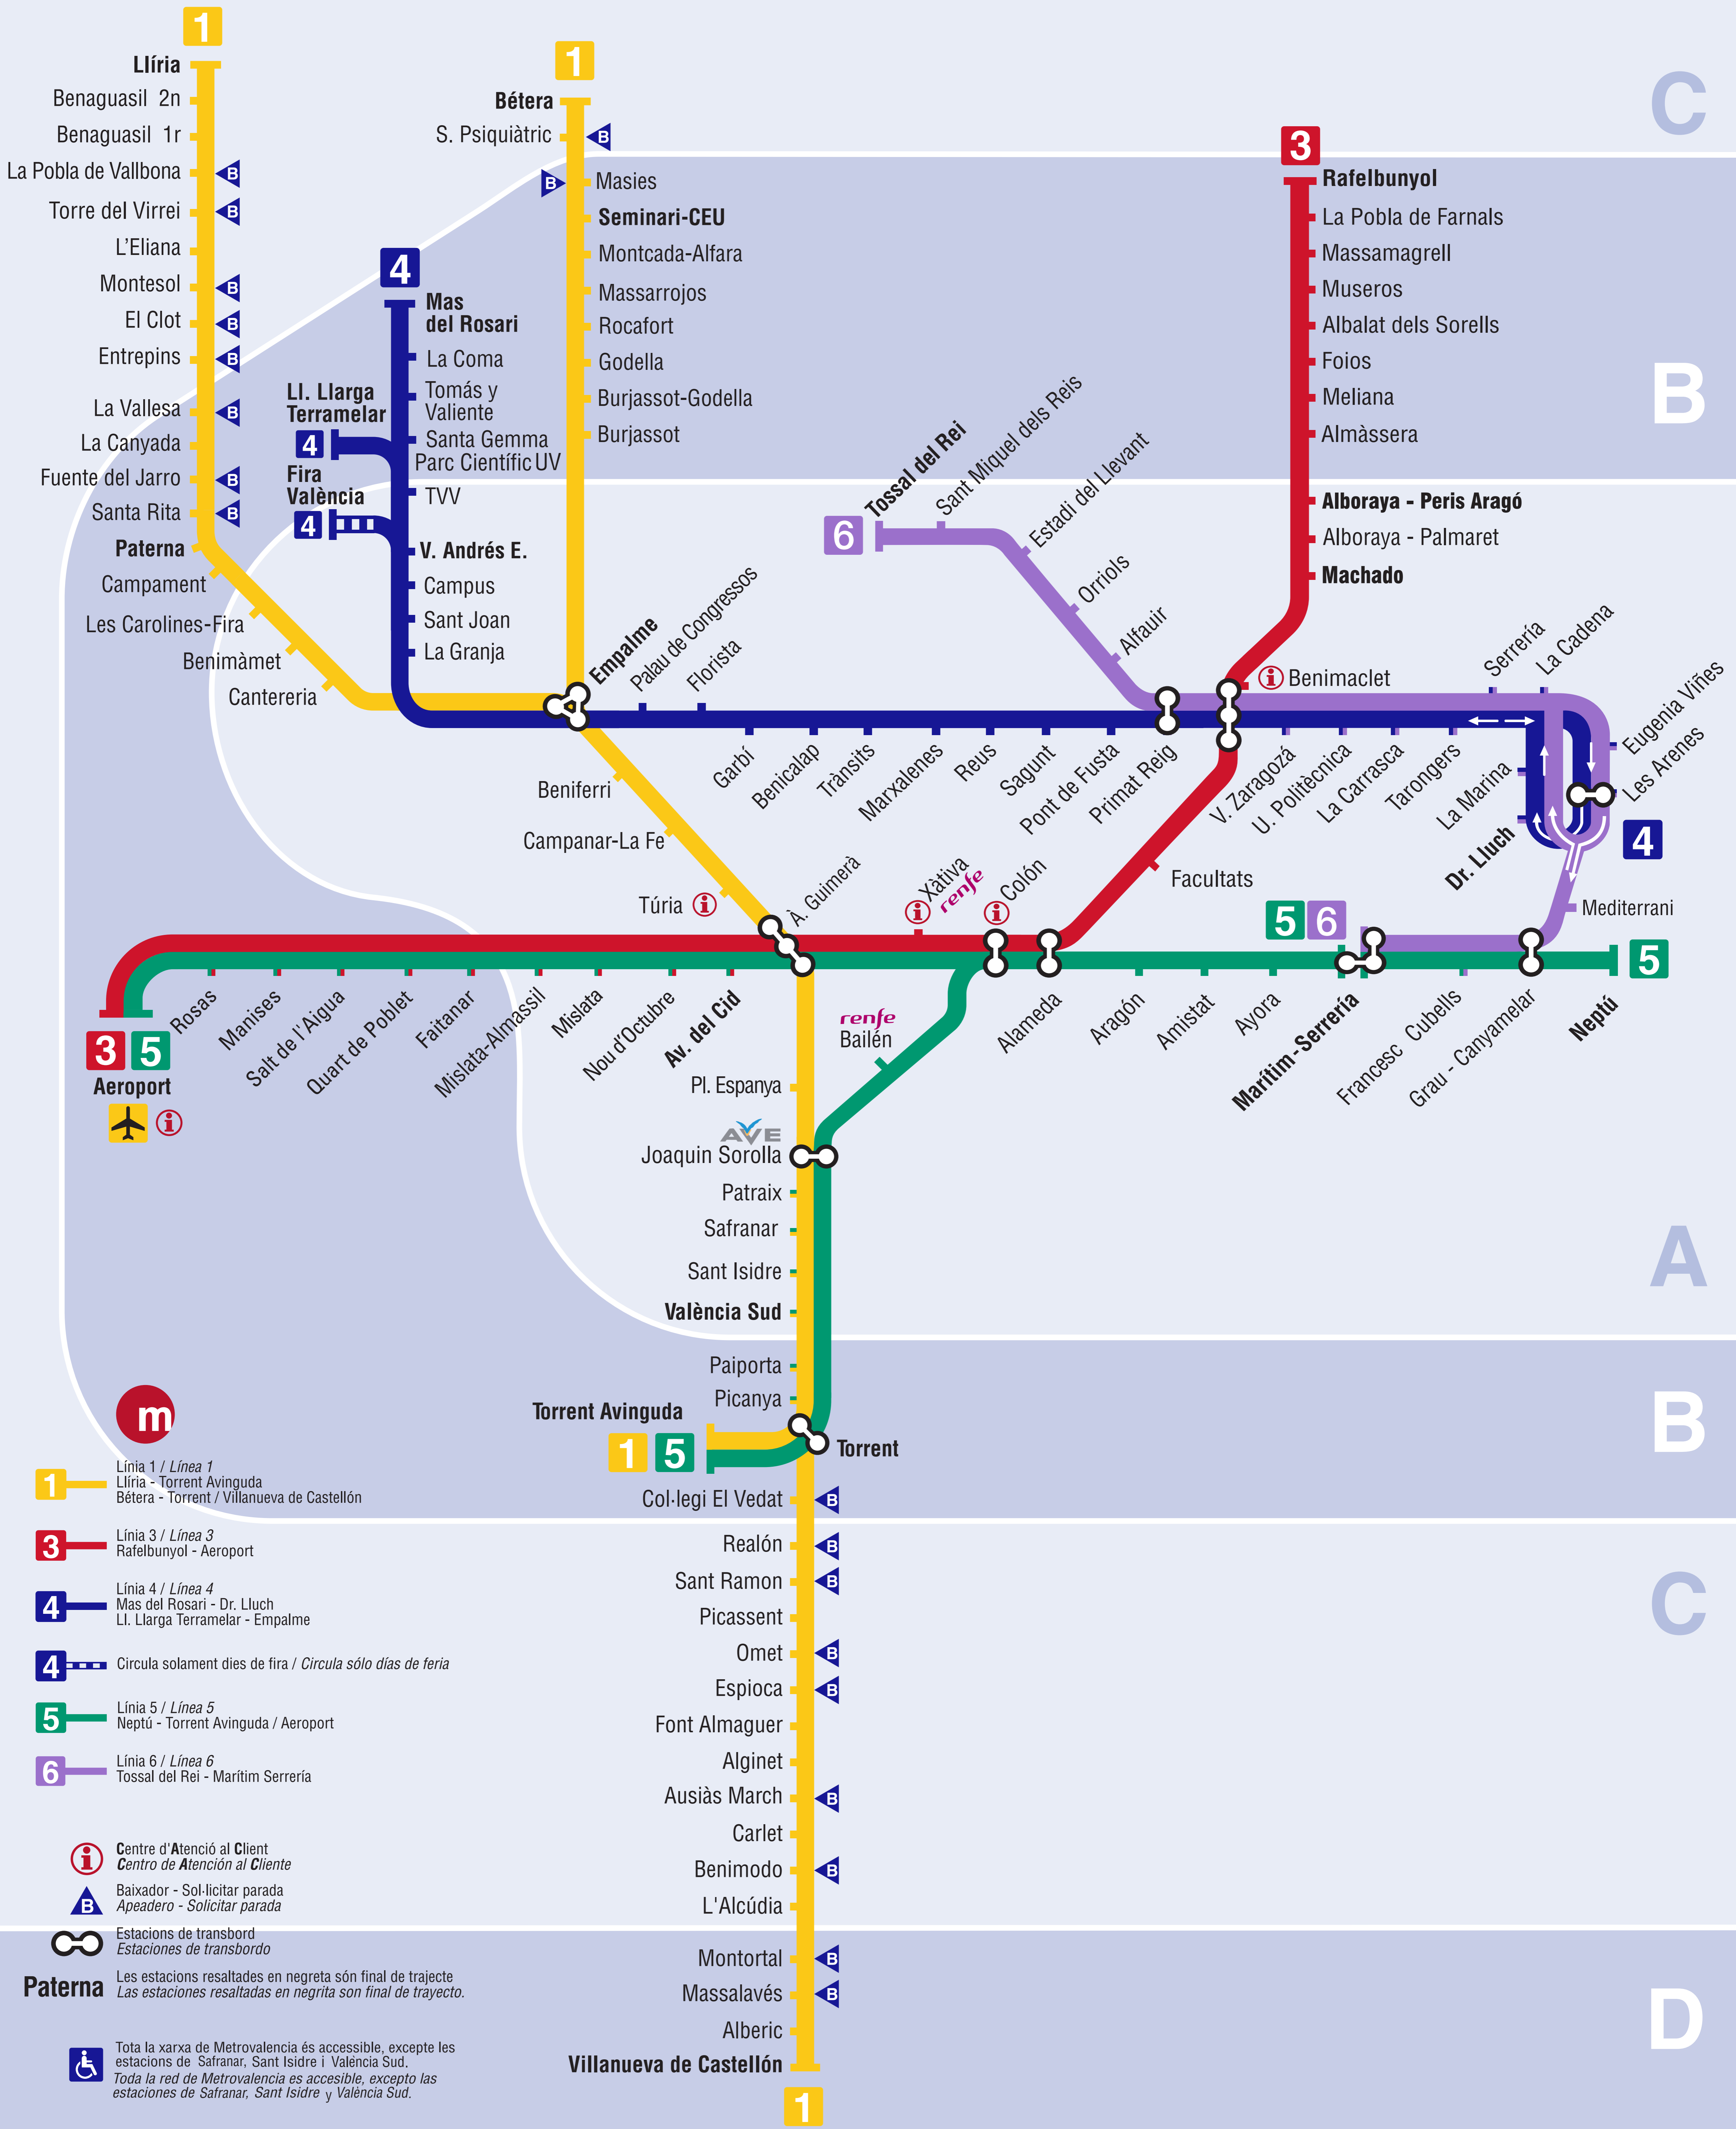 1
Llíria
Benaguasil 2n
Benaguasil 1r
La Pobla de Vallbona
B
Torre del Virrei
B
L'Eliana
Montesol
B
El Clot
B
Entrepins
B
La Vallesa
B
La Canyada
Fuente del Jarro
B
Santa Rita
B
Paterna
Campament
Les Carolines-Fira
Benimàmet
Cantereria
1
Bétera
S. Psiquiàtric
B
B
Masies
Seminari-CEU
Montcada-Alfara
Massarrojos
Rocafort
Godella
Burjassot-Godella
Burjassot
4
Mas
del Rosari
La Coma
Tomás y
Valiente
Santa Gemma
Parc Científic UV
TVV
V. Andrés E.
Campus
Sant Joan
La Granja
Ll. Llarga
Terramelar
4
Fira
València
4
3
Rafelbunyol
La Pobla de Farnals
Massamagrell
Museros
Albalat dels Sorells
Foios
Meliana
Almàssera
Alboraya - Peris Aragó
Alboraya - Palmaret
Machado
Benimaclet
C
B
6
Tossal del Rei
Sant Miquel dels Reis
Estadi del Llevant
Orriols
Alfauir
Empalme
Palau de Congressos
Florista
Garbí
Benicalap
Trànsits
Marxalenes
Reus
Sagunt
Pont de Fusta
Primat Reig
V. Zaragozá
U. Politècnica
La Carrasca
Tarongers
La Marina
Dr. Lluch
Serrería
La Cadena
Eugenia Viñes
Les Arenes
4
Mediterrani
Beniferri
Campanar-La Fe
Túria
À. Guimerà
Xàtiva
renfe
Colón
Facultats
5 6
5
3 5
Aeroport
Rosas
Manises
Salt de l'Aigua
Quart de Poblet
Faitanar
Mislata-Almassil
Mislata
Nou d'Octubre
Av. del Cid
renfe
Bailén
Alameda
Aragón
Amistat
Ayora
Marítim-Serrería
Francesc Cubells
Grau - Canyamelar
Neptú
Pl. Espanya
AVE
Joaquin Sorolla
Patraix
Safranar
Sant Isidre
València Sud
A
Paiporta
Picanya
B
Torrent Avinguda
1 5
Torrent
Col·legi El Vedat
B
Realón
B
Sant Ramon
B
Picassent
C
Omet
B
Espioca
B
Font Almaguer
Alginet
Ausiàs March
B
Carlet
Benimodo
B
L'Alcúdia
Montortal
B
Massalavés
B
Alberic
D
Villanueva de Castellón
1
m
1
Línia 1 / Línea 1
Llíria - Torrent Avinguda
Bétera - Torrent / Villanueva de Castellón
3
Línia 3 / Línea 3
Rafelbunyol - Aeroport
4
Línia 4 / Línea 4
Mas del Rosari - Dr. Lluch
Ll. Llarga Terramelar - Empalme
4
Circula solament dies de fira / Circula sólo días de feria
5
Línia 5 / Línea 5
Neptú - Torrent Avinguda / Aeroport
6
Línia 6 / Línea 6
Tossal del Rei - Marítim Serrería
Centre d'Atenció al Client
Centro de Atención al Cliente
B
Baixador - Sol·licitar parada
Apeadero - Solicitar parada
Estacions de transbord
Estaciones de transbordo
Paterna
Les estacions resaltades en negreta són final de trajecte
Las estaciones resaltadas en negrita son final de trayecto.
Tota la xarxa de Metrovalencia és accessible, excepte les
estacions de Safranar, Sant Isidre i València Sud.
Toda la red de Metrovalencia es accesible, excepto las
estaciones de Safranar, Sant Isidre y València Sud.